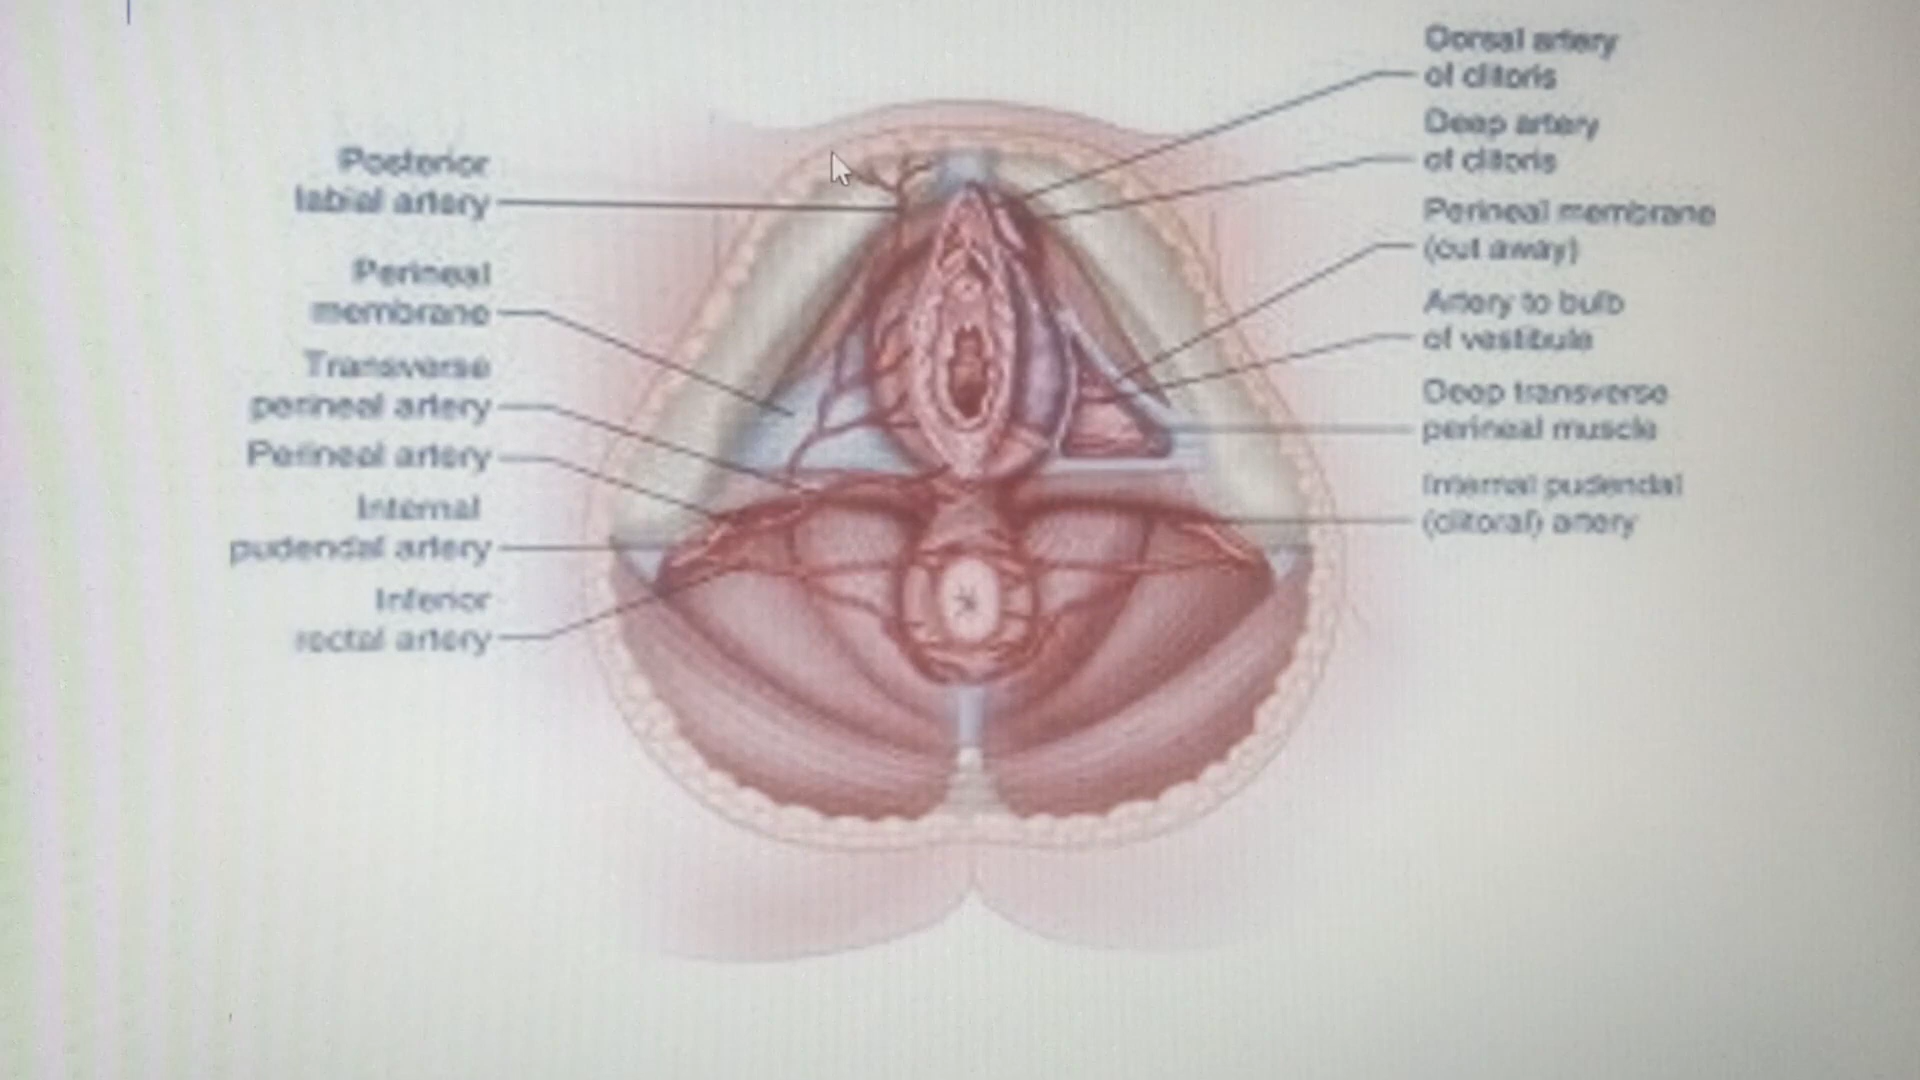 Posterior
labial artery
Perineal
membrane
Transverse
perineal artery
Perineal artery
Internal
pudendal artery
Inferior
rectal artery
Dorsal artery
of clitoris
Deep artery
of clitoris
Perineal membrane
(cut away)
Artery to bulb
of vestibule
Deep transverse
perineal muscle
Internal pudendal
(clitoral) artery